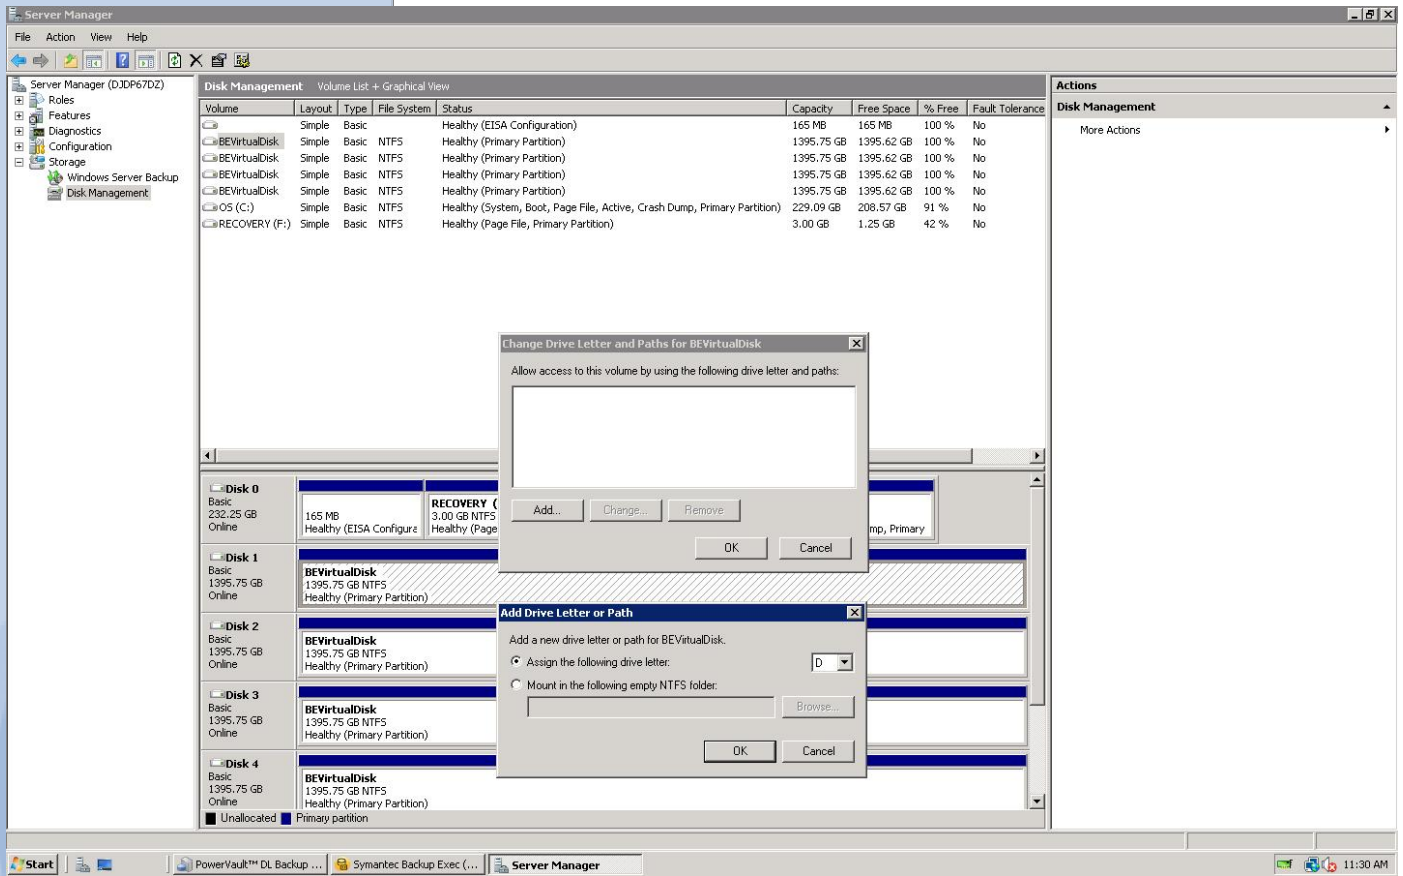 Server Manager
File Action View Help
Server Manager (DJDP67DZ)
Roles
Features
Diagnostics
Configuration
Storage
Windows Server Backup
Disk Management
Disk Management Volume List + Graphical View
Volume Layout Type File System Status Capacity Free Space % Free Fault Tolerance
Simple Basic Healthy (EISA Configuration) 165 MB 165 MB 100 % No
BEVirtualDisk Simple Basic NTFS Healthy (Primary Partition) 1395.75 GB 1395.62 GB 100 % No
BEVirtualDisk Simple Basic NTFS Healthy (Primary Partition) 1395.75 GB 1395.62 GB 100 % No
BEVirtualDisk Simple Basic NTFS Healthy (Primary Partition) 1395.75 GB 1395.62 GB 100 % No
BEVirtualDisk Simple Basic NTFS Healthy (Primary Partition) 1395.75 GB 1395.62 GB 100 % No
OS (C:) Simple Basic NTFS Healthy (System, Boot, Page File, Active, Crash Dump, Primary Partition) 229.09 GB 208.57 GB 91 % No
RECOVERY (F:) Simple Basic NTFS Healthy (Page File, Primary Partition) 3.00 GB 1.25 GB 42 % No
Actions
Disk Management
More Actions
Change Drive Letter and Paths for BEVirtualDisk
Allow access to this volume by using the following drive letter and paths:
Add... Change... Remove
OK Cancel
Disk 0
Basic
232.25 GB
Online
165 MB
Healthy (EISA Configura
RECOVERY (
3.00 GB NTFS
Healthy (Page
mp, Primary
Disk 1
Basic
1395.75 GB
Online
BEVirtualDisk
1395.75 GB NTFS
Healthy (Primary Partition)
Add Drive Letter or Path
Add a new drive letter or path for BEVirtualDisk.
Assign the following drive letter: D
Mount in the following empty NTFS folder:
Browse...
OK Cancel
Disk 2
Basic
1395.75 GB
Online
BEVirtualDisk
1395.75 GB NTFS
Healthy (Primary Partition)
Disk 3
Basic
1395.75 GB
Online
BEVirtualDisk
1395.75 GB NTFS
Healthy (Primary Partition)
Disk 4
Basic
1395.75 GB
Online
BEVirtualDisk
1395.75 GB NTFS
Healthy (Primary Partition)
Unallocated Primary partition
Start PowerVault™ DL Backup ... Symantec Backup Exec (... Server Manager 11:30 AM